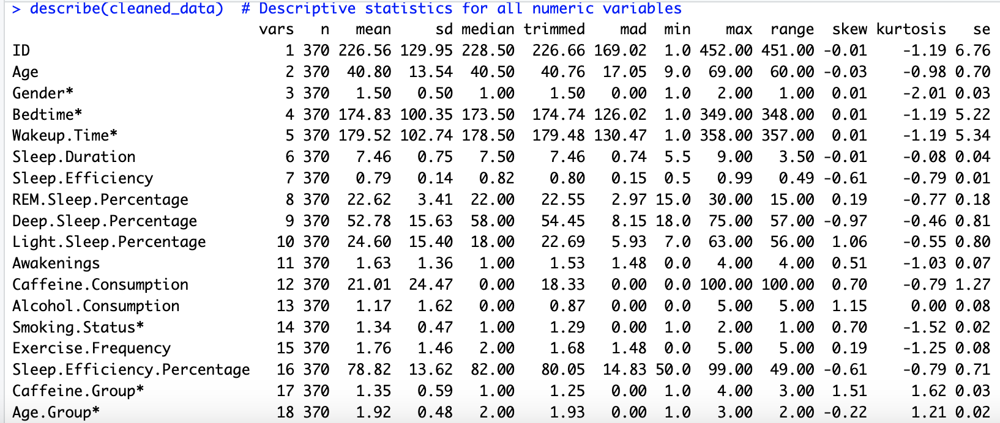 > describe(cleaned_data)  # Descriptive statistics for all numeric variables
vars n mean sd median trimmed mad min max range skew kurtosis se
ID 1 370 226.56 129.95 228.50 226.66 169.02 1.0 452.00 451.00 -0.01 -1.19 6.76
Age 2 370 40.80 13.54 40.50 40.76 17.05 9.0 69.00 60.00 -0.03 -0.98 0.70
Gender* 3 370 1.50 0.50 1.00 1.50 0.00 1.0 2.00 1.00 0.01 -2.01 0.03
Bedtime* 4 370 174.83 100.35 173.50 174.74 126.02 1.0 349.00 348.00 0.01 -1.19 5.22
Wakeup.Time* 5 370 179.52 102.74 178.50 179.48 130.47 1.0 358.00 357.00 0.01 -1.19 5.34
Sleep.Duration 6 370 7.46 0.75 7.50 7.46 0.74 5.5 9.00 3.50 -0.01 -0.08 0.04
Sleep.Efficiency 7 370 0.79 0.14 0.82 0.80 0.15 0.5 0.99 0.49 -0.61 -0.79 0.01
REM.Sleep.Percentage 8 370 22.62 3.41 22.00 22.55 2.97 15.0 30.00 15.00 0.19 -0.77 0.18
Deep.Sleep.Percentage 9 370 52.78 15.63 58.00 54.45 8.15 18.0 75.00 57.00 -0.97 -0.46 0.81
Light.Sleep.Percentage 10 370 24.60 15.40 18.00 22.69 5.93 7.0 63.00 56.00 1.06 -0.55 0.80
Awakenings 11 370 1.63 1.36 1.00 1.53 1.48 0.0 4.00 4.00 0.51 -1.03 0.07
Caffeine.Consumption 12 370 21.01 24.47 0.00 18.33 0.00 0.0 100.00 100.00 0.70 -0.79 1.27
Alcohol.Consumption 13 370 1.17 1.62 0.00 0.87 0.00 0.0 5.00 5.00 1.15 0.00 0.08
Smoking.Status* 14 370 1.34 0.47 1.00 1.29 0.00 1.0 2.00 1.00 0.70 -1.52 0.02
Exercise.Frequency 15 370 1.76 1.46 2.00 1.68 1.48 0.0 5.00 5.00 0.19 -1.25 0.08
Sleep.Efficiency.Percentage 16 370 78.82 13.62 82.00 80.05 14.83 50.0 99.00 49.00 -0.61 -0.79 0.71
Caffeine.Group* 17 370 1.35 0.59 1.00 1.25 0.00 1.0 4.00 3.00 1.51 1.62 0.03
Age.Group* 18 370 1.92 0.48 2.00 1.93 0.00 1.0 3.00 2.00 -0.22 1.21 0.02